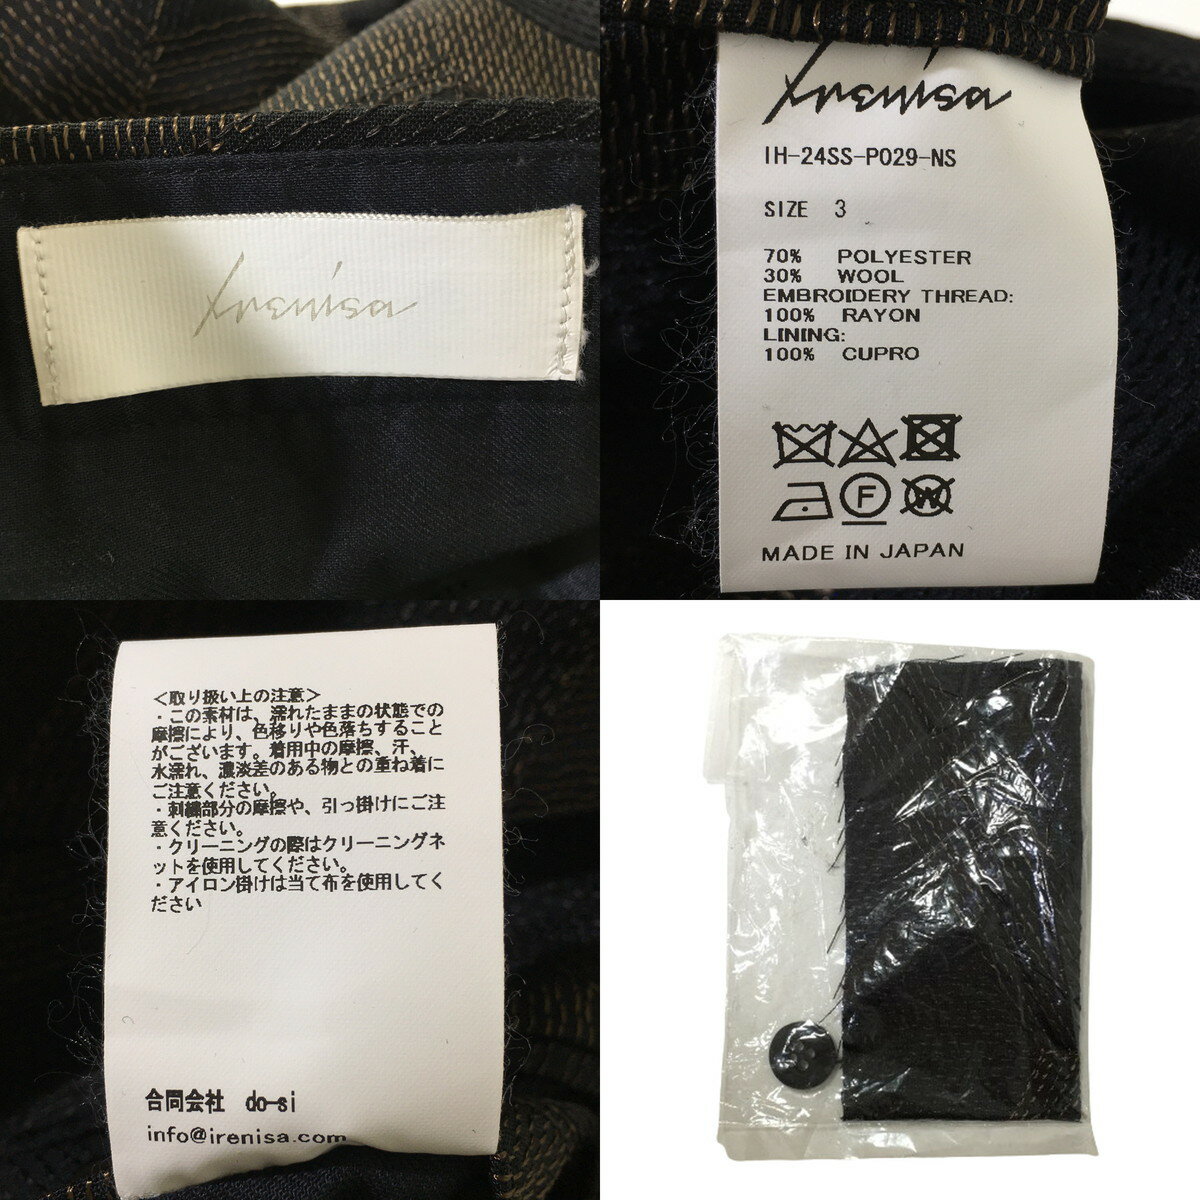 Irenisa
Irenisa
IH-24SS-P029-NS
SIZE 3
70% POLYESTER
30% WOOL
EMBROIDERY THREAD:
100% RAYON
LINING:
100% CUPRO
F
W
MADE IN JAPAN
＜取り扱い上の注意＞
・この素材は、濡れたままの状態での
摩擦により、色移りや色落ちすること
がございます。着用中の摩擦、汗、
水濡れ、濃淡差のある物との重ね着に
ご注意ください。
・刺繍部分の摩擦や、引っ掛けにご注
意ください。
・クリーニングの際はクリーニングネ
ットを使用してください。
・アイロン掛けは当て布を使用してく
ださい
合同会社 do-si
info@irenisa.com